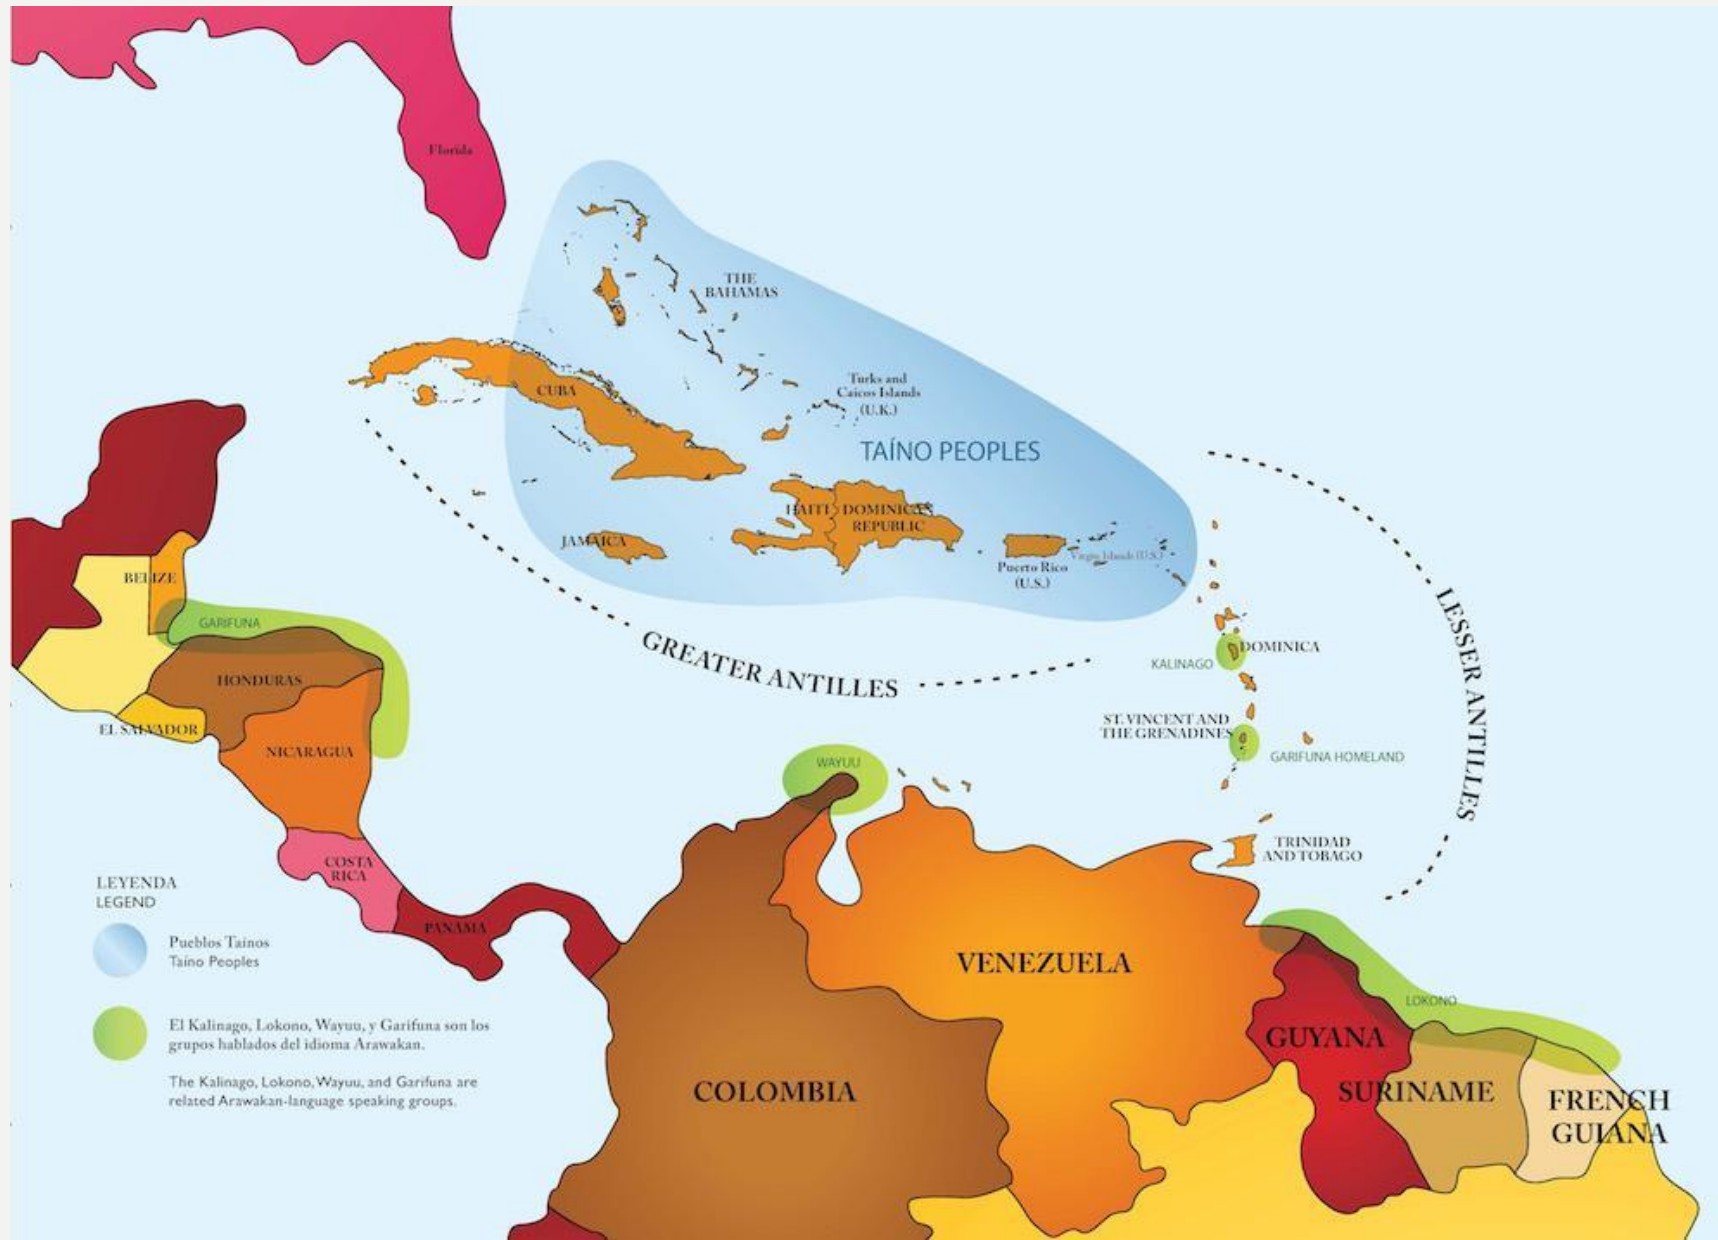 Florida
THE
BAHAMAS
Turks and
Caicos Islands
(U.K.)
CUBA
TAÍNO PEOPLES
HAITI
DOMINICAN
REPUBLIC
JAMAICA
Puerto Rico
(U.S.)
Virgin Islands (U.S.)
BELIZE
GARIFUNA
GREATER ANTILLES
LESSER ANTILLES
DOMINICA
KALINAGO
HONDURAS
EL SALVADOR
NICARAGUA
ST. VINCENT AND
THE GRENADINES
GARIFUNA HOMELAND
WAYUU
COSTA
RICA
TRINIDAD
AND TOBAGO
PANAMA
VENEZUELA
LOKONO
GUYANA
COLOMBIA
SURINAME
FRENCH
GUIANA
LEYENDA
LEGEND
Pueblos Taínos
Taíno Peoples
El Kalinago, Lokono, Wayuu, y Garifuna son los
grupos hablados del idioma Arawakan.
The Kalinago, Lokono, Wayuu, and Garifuna are
related Arawakan-language speaking groups.